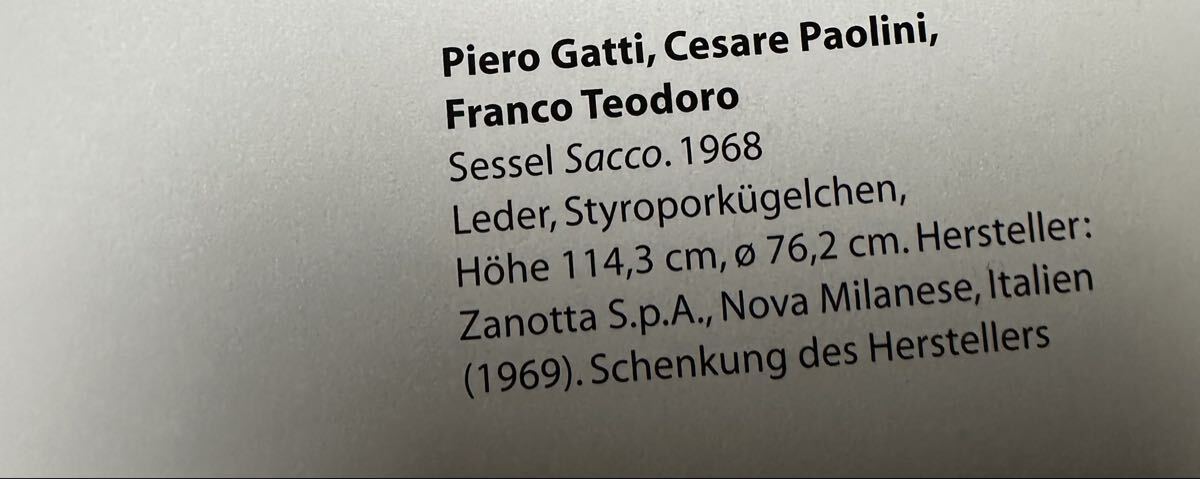 Piero Gatti, Cesare Paolini,
Franco Teodoro
Sessel Sacco. 1968
Leder, Styroporkügelchen,
Höhe 114,3 cm, ø 76,2 cm. Hersteller:
Zanotta S.p.A., Nova Milanese, Italien
(1969). Schenkung des Herstellers